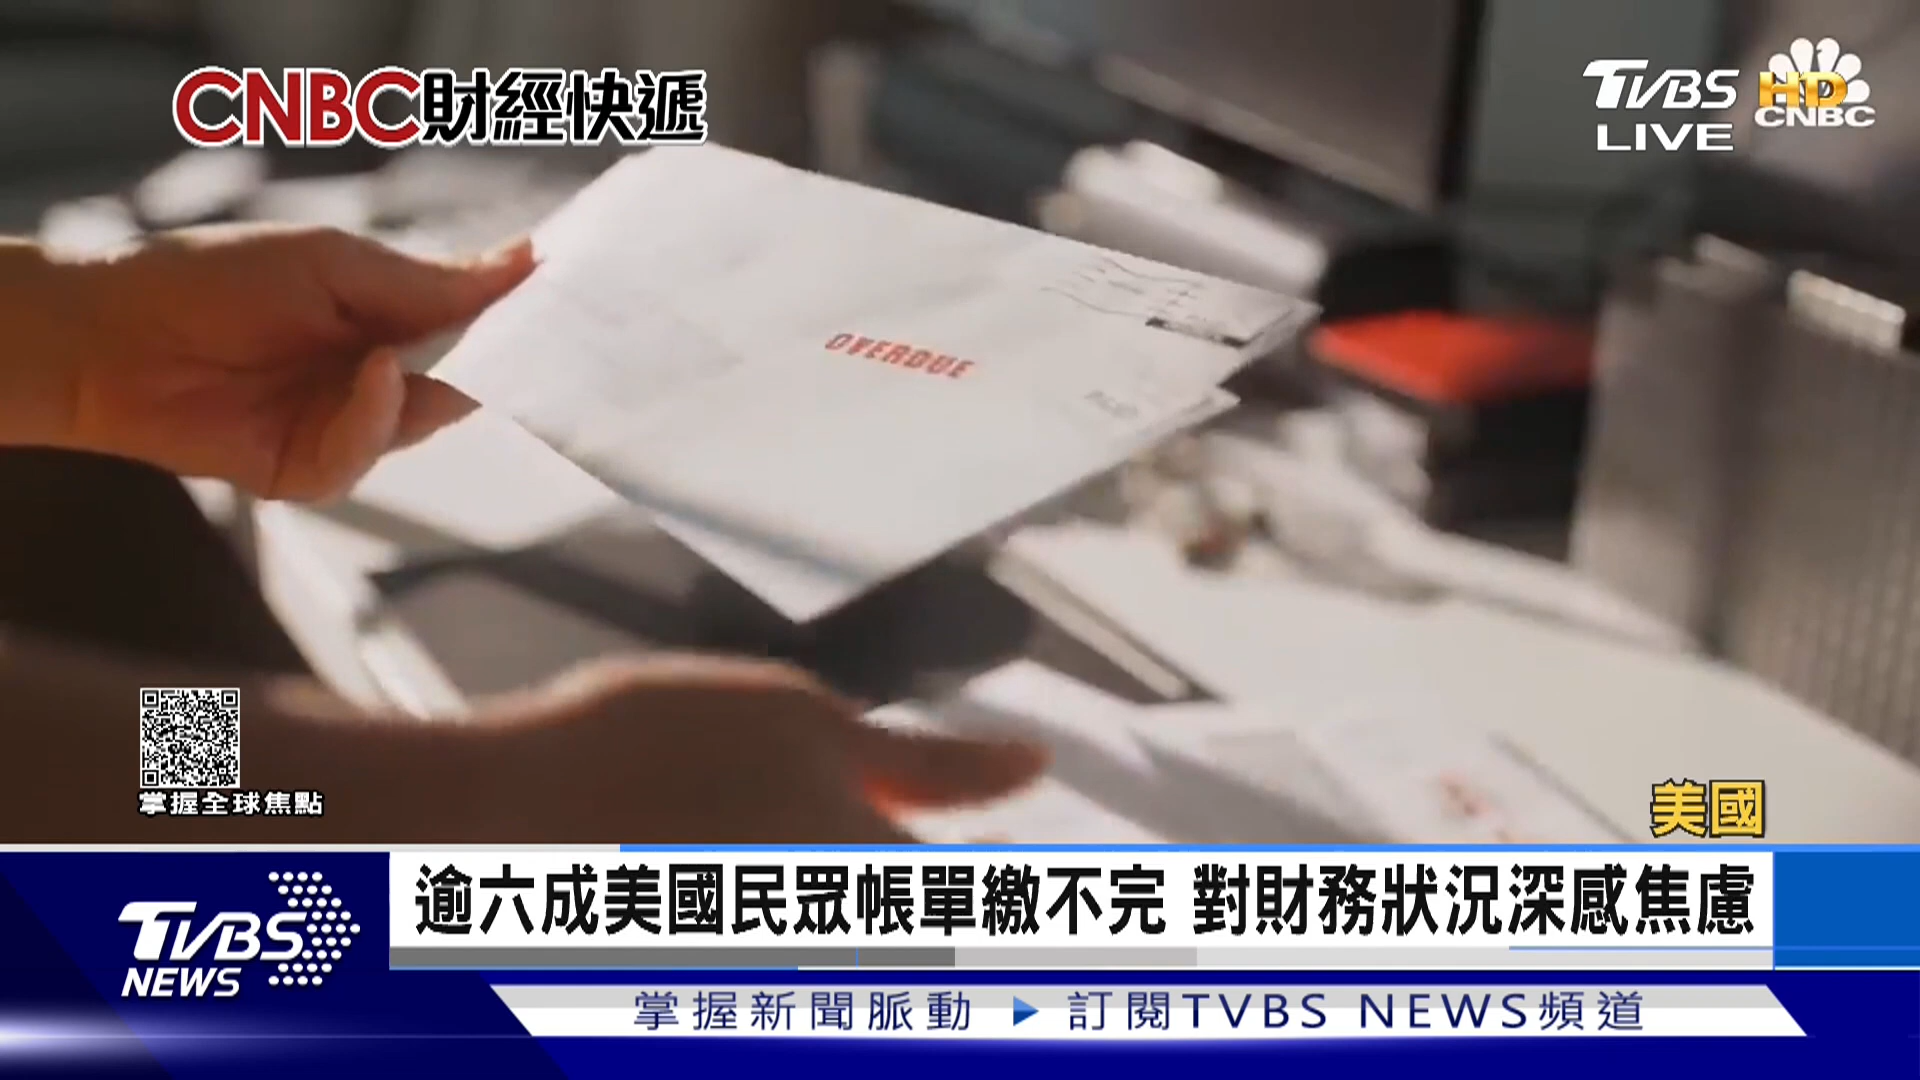 CNBC財經快遞
TVBS
LIVE
HD
CNBC
OVERDUE
掌握全球焦點
美國
逾六成美國民眾帳單繳不完 對財務狀況深感焦慮
TVBS
NEWS
掌握新聞脈動 ▶ 訂閱TVBS NEWS頻道